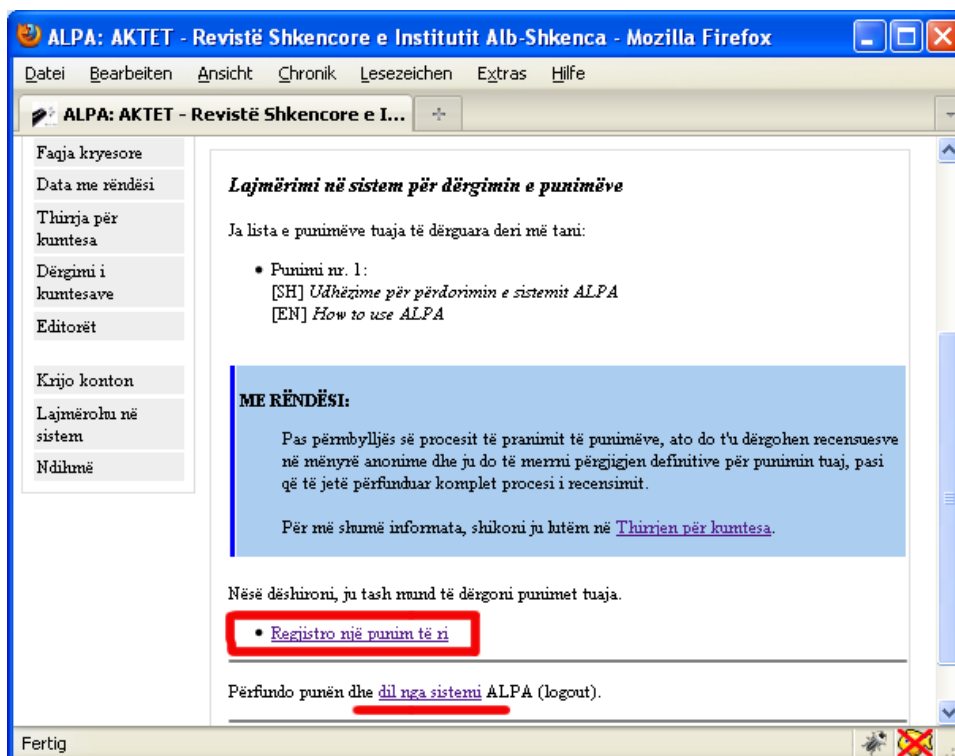 ALPA: AKTET - Revistë Shkencore e Institutit Alb-Shkenca - Mozilla Firefox
Datei Bearbeiten Ansicht Chronik Lesezeichen Extras Hilfe
ALPA: AKTET - Revistë Shkencore e I...
Faqja kryesore
Data me rëndësi
Thirrja për
kumtesa
Dërgimi i
kumtesave
Editorët
Krijo konton
Lajmërohu në
sistem
Ndihmë
Lajmërimi në sistem për dërgimin e punimëve
Ja lista e punimëve tuaja të dërguara deri më tani:
• Punimi nr. 1:
[SH] Udhëzime për përdorimin e sistemit ALPA
[EN] How to use ALPA
ME RËNDËSI:
Pas përmbylljës së procesit të pranimit të punimëve, ato do t'u dërgohen recensuesve
në mënyrë anonime dhe ju do të merrni përgjigjen definitive për punimin tuaj, pasi
që të jetë përfunduar komplet procesi i recensimit.
Për më shumë informata, shikoni ju lutëm në Thirrjen për kumtesa.
Nësë dëshironi, ju tash mund të dërgoni punimet tuaja.
• Regjistro një punim të ri
Përfundo punën dhe dil nga sistemi ALPA (logout).
Fertig